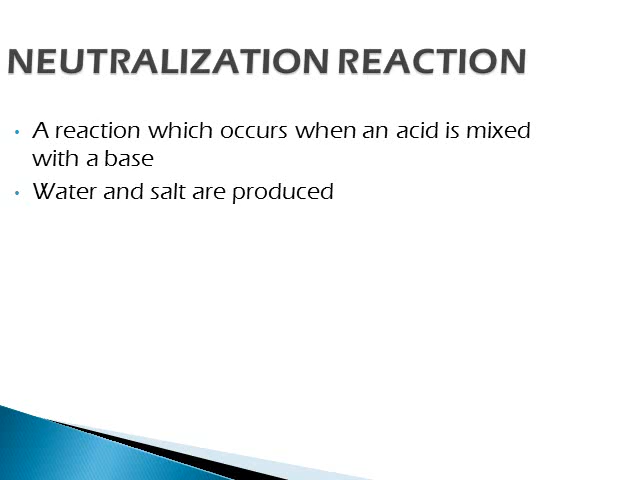 NEUTRALIZATION REACTION
• A reaction which occurs when an acid is mixed
with a base
• Water and salt are produced